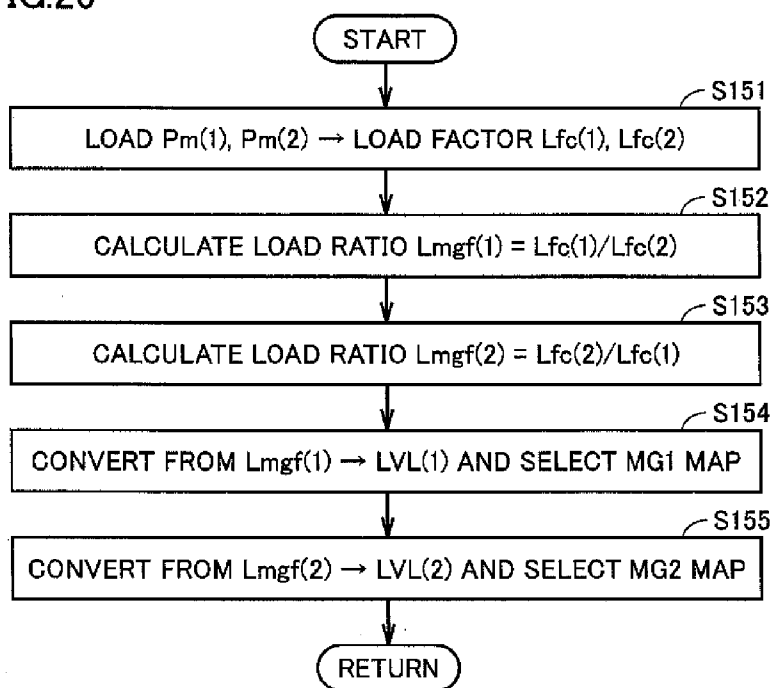 START
S151
LOAD Pm(1), Pm(2) → LOAD FACTOR Lfc(1), Lfc(2)
S152
CALCULATE LOAD RATIO Lmgf(1) = Lfc(1)/Lfc(2)
S153
CALCULATE LOAD RATIO Lmgf(2) = Lfc(2)/Lfc(1)
S154
CONVERT FROM Lmgf(1) → LVL(1) AND SELECT MG1 MAP
S155
CONVERT FROM Lmgf(2) → LVL(2) AND SELECT MG2 MAP
RETURN